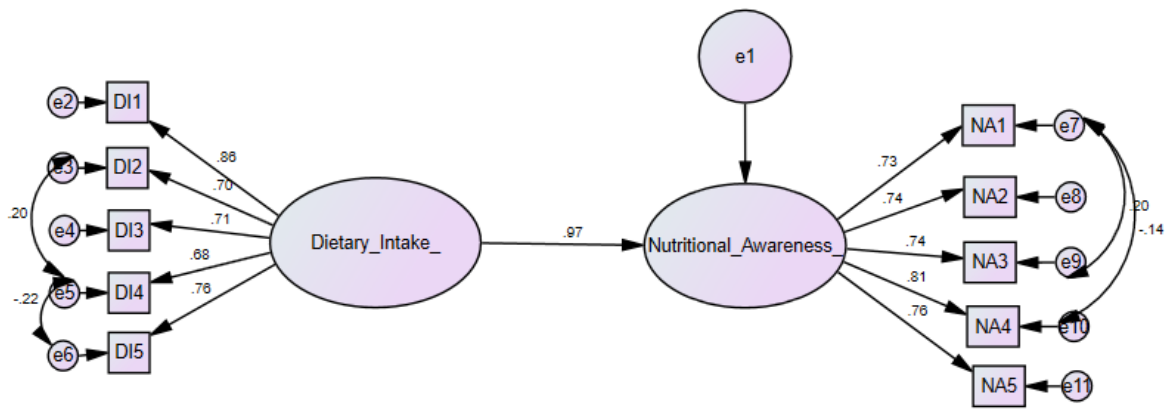 e1
e2
DI1
e3
DI2
e4
DI3
e5
DI4
e6
DI5
.20
-.22
.86
.70
.71
.68
.76
Dietary_Intake_
.97
Nutritional_Awareness_
.73
.74
.74
.81
.76
NA1
e7
NA2
e8
NA3
e9
NA4
e10
NA5
e11
.20
-.14